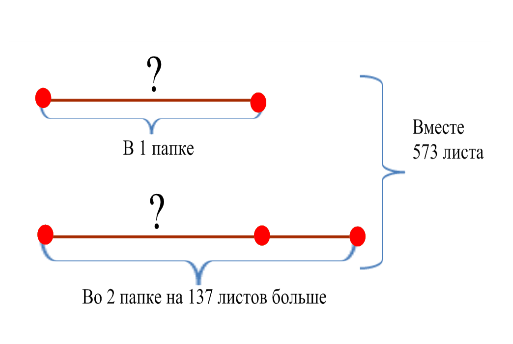 ?
В 1 папке
Вместе
573 листа
?
Во 2 папке на 137 листов больше